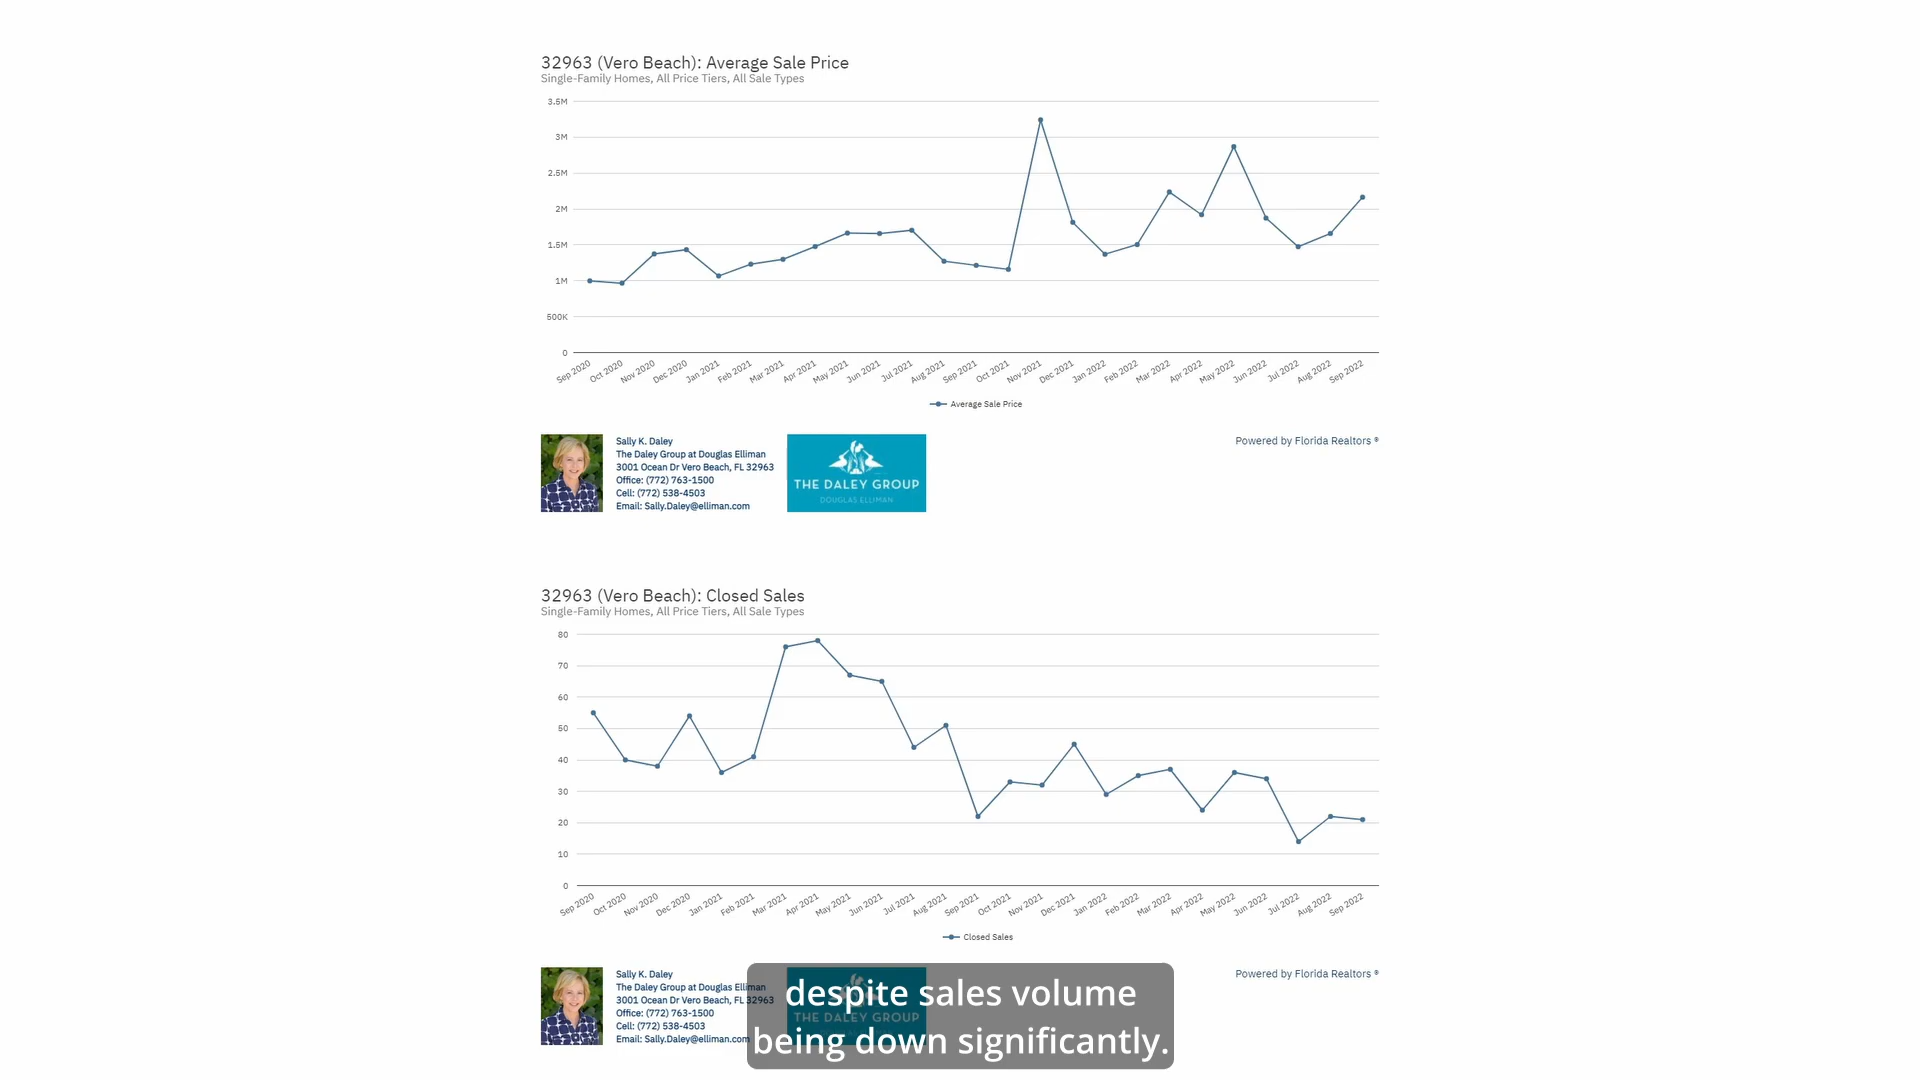 32963 (Vero Beach): Average Sale Price
Single-Family Homes, All Price Tiers, All Sale Types
3.5M
3M
2.5M
2M
1.5M
1M
500K
0
Sep 2020 Oct 2020 Nov 2020 Dec 2020 Jan 2021 Feb 2021 Mar 2021 Apr 2021 May 2021 Jun 2021 Jul 2021 Aug 2021 Sep 2021 Oct 2021 Nov 2021 Dec 2021 Jan 2022 Feb 2022 Mar 2022 Apr 2022 May 2022 Jun 2022 Jul 2022 Aug 2022 Sep 2022
Average Sale Price
Sally K. Daley
The Daley Group at Douglas Elliman
3001 Ocean Dr Vero Beach, FL 32963
Office: (772) 763-1500
Cell: (772) 538-4503
Email: Sally.Daley@elliman.com
THE DALEY GROUP
DOUGLAS ELLIMAN
Powered by Florida Realtors ®
32963 (Vero Beach): Closed Sales
Single-Family Homes, All Price Tiers, All Sale Types
80
70
60
50
40
30
20
10
0
Sep 2020 Oct 2020 Nov 2020 Dec 2020 Jan 2021 Feb 2021 Mar 2021 Apr 2021 May 2021 Jun 2021 Jul 2021 Aug 2021 Sep 2021 Oct 2021 Nov 2021 Dec 2021 Jan 2022 Feb 2022 Mar 2022 Apr 2022 May 2022 Jun 2022 Jul 2022 Aug 2022 Sep 2022
Closed Sales
Sally K. Daley
The Daley Group at Douglas Elliman
3001 Ocean Dr Vero Beach, FL 32963
Office: (772) 763-1500
Cell: (772) 538-4503
Email: Sally.Daley@elliman.com
THE DALEY GROUP
Powered by Florida Realtors ®
despite sales volume
being down significantly.